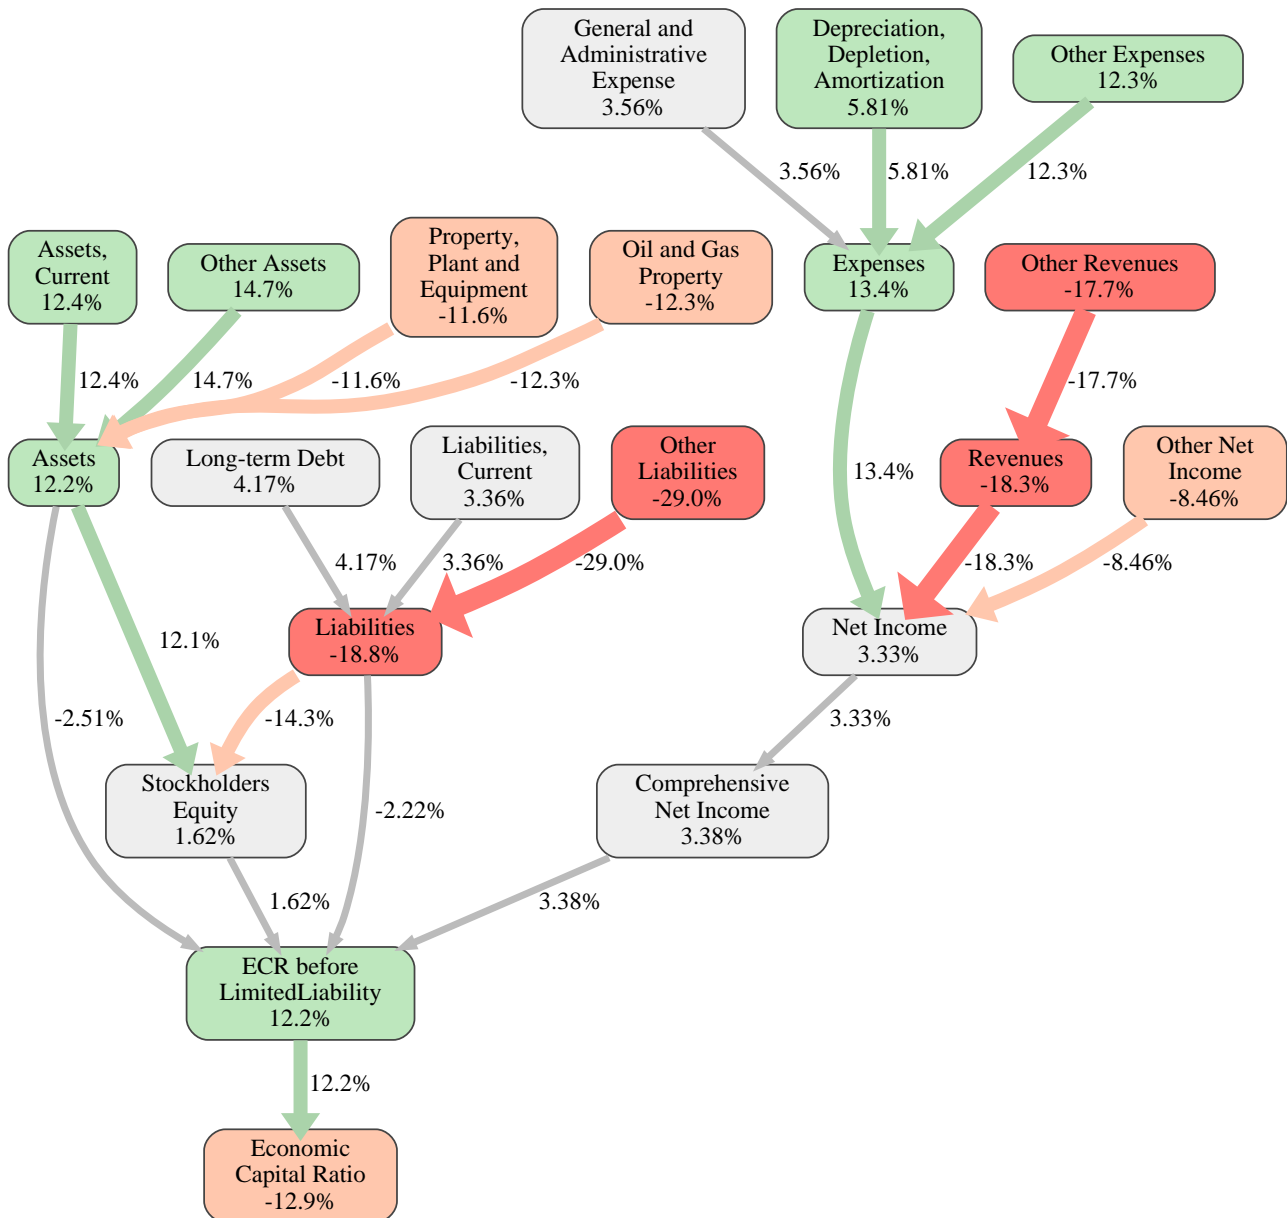 General and
Administrative
Expense
3.56%
Depreciation,
Depletion,
Amortization
5.81%
Other Expenses
12.3%
3.56%
5.81%
12.3%
Assets,
Current
12.4%
Other Assets
14.7%
Property,
Plant and
Equipment
-11.6%
Oil and Gas
Property
-12.3%
Expenses
13.4%
Other Revenues
-17.7%
12.4%
14.7%
-11.6%
-12.3%
-17.7%
Assets
12.2%
Long-term Debt
4.17%
Liabilities,
Current
3.36%
Other
Liabilities
-29.0%
13.4%
Revenues
-18.3%
Other Net
Income
-8.46%
4.17%
3.36%
-29.0%
-18.3%
-8.46%
12.1%
Liabilities
-18.8%
Net Income
3.33%
-2.51%
-14.3%
3.33%
Stockholders
Equity
1.62%
-2.22%
Comprehensive
Net Income
3.38%
1.62%
3.38%
ECR before
LimitedLiability
12.2%
12.2%
Economic
Capital Ratio
-12.9%